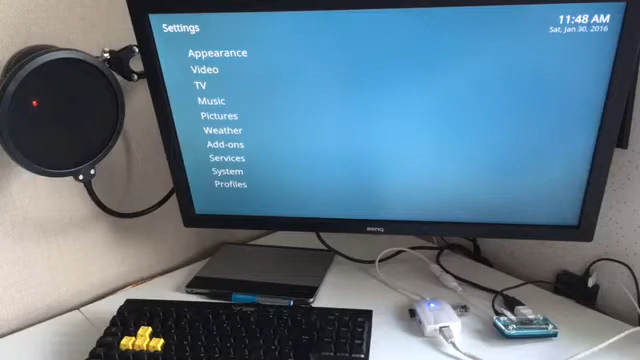 Settings
11:48 AM
Sat, Jan 30, 2016
Appearance
Video
TV
Music
Pictures
Weather
Add-ons
Services
System
Profiles
BenQ